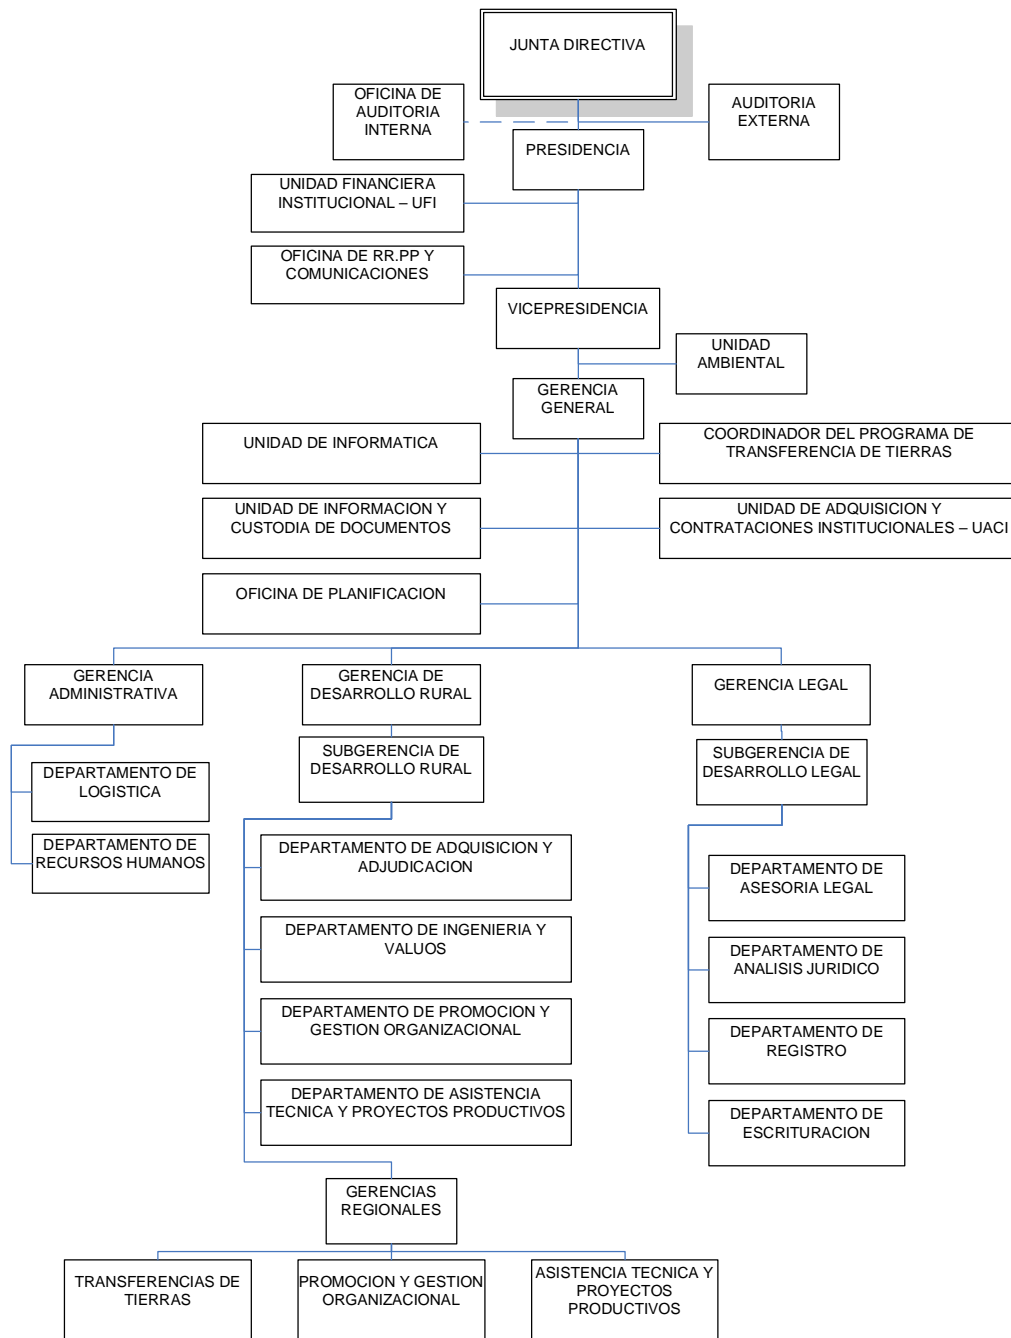 JUNTA DIRECTIVA
OFICINA DE
AUDITORIA
INTERNA
AUDITORIA
EXTERNA
PRESIDENCIA
UNIDAD FINANCIERA
INSTITUCIONAL – UFI
OFICINA DE RR.PP Y
COMUNICACIONES
VICEPRESIDENCIA
UNIDAD
AMBIENTAL
GERENCIA
GENERAL
UNIDAD DE INFORMATICA
COORDINADOR DEL PROGRAMA DE
TRANSFERENCIA DE TIERRAS
UNIDAD DE INFORMACION Y
CUSTODIA DE DOCUMENTOS
UNIDAD DE ADQUISICION Y
CONTRATACIONES INSTITUCIONALES – UACI
OFICINA DE PLANIFICACION
GERENCIA
ADMINISTRATIVA
GERENCIA DE
DESARROLLO RURAL
GERENCIA LEGAL
SUBGERENCIA DE
DESARROLLO RURAL
SUBGERENCIA DE
DESARROLLO LEGAL
DEPARTAMENTO DE
LOGISTICA
DEPARTAMENTO DE
RECURSOS HUMANOS
DEPARTAMENTO DE ADQUISICION Y
ADJUDICACION
DEPARTAMENTO DE INGENIERIA Y
VALUOS
DEPARTAMENTO DE PROMOCION Y
GESTION ORGANIZACIONAL
DEPARTAMENTO DE ASISTENCIA
TECNICA Y PROYECTOS PRODUCTIVOS
DEPARTAMENTO DE
ASESORIA LEGAL
DEPARTAMENTO DE
ANALISIS JURIDICO
DEPARTAMENTO DE
REGISTRO
DEPARTAMENTO DE
ESCRITURACION
GERENCIAS
REGIONALES
TRANSFERENCIAS DE
TIERRAS
PROMOCION Y GESTION
ORGANIZACIONAL
ASISTENCIA TECNICA Y
PROYECTOS
PRODUCTIVOS